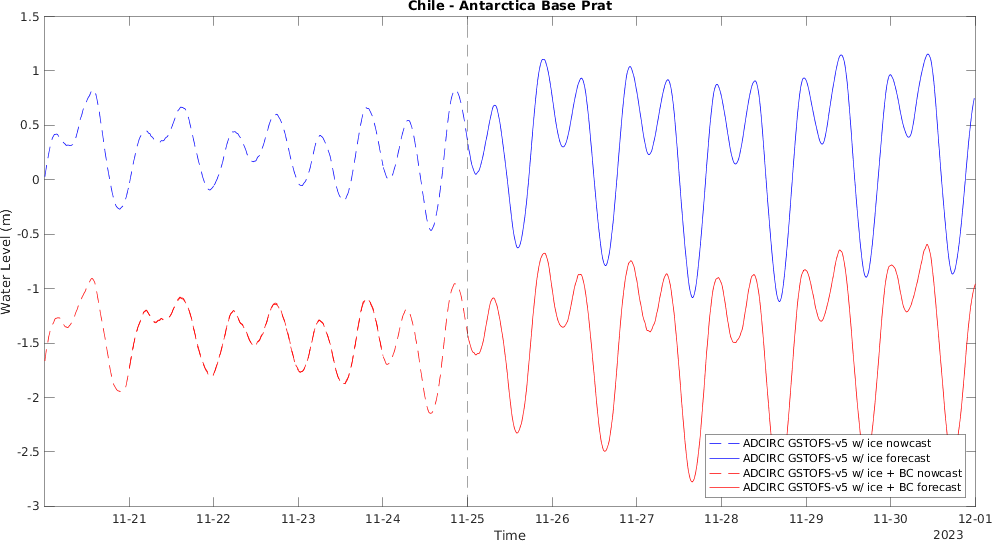 Chile - Antarctica Base Prat
1.5
1
0.5
0
-0.5
-1
-1.5
-2
-2.5
-3
Water Level (m)
ADCIRC GSTOFS-v5 w/ ice nowcast
ADCIRC GSTOFS-v5 w/ ice forecast
ADCIRC GSTOFS-v5 w/ ice + BC nowcast
ADCIRC GSTOFS-v5 w/ ice + BC forecast
11-21 11-22 11-23 11-24 11-25 11-26 11-27 11-28 11-29 11-30 12-01
Time
2023